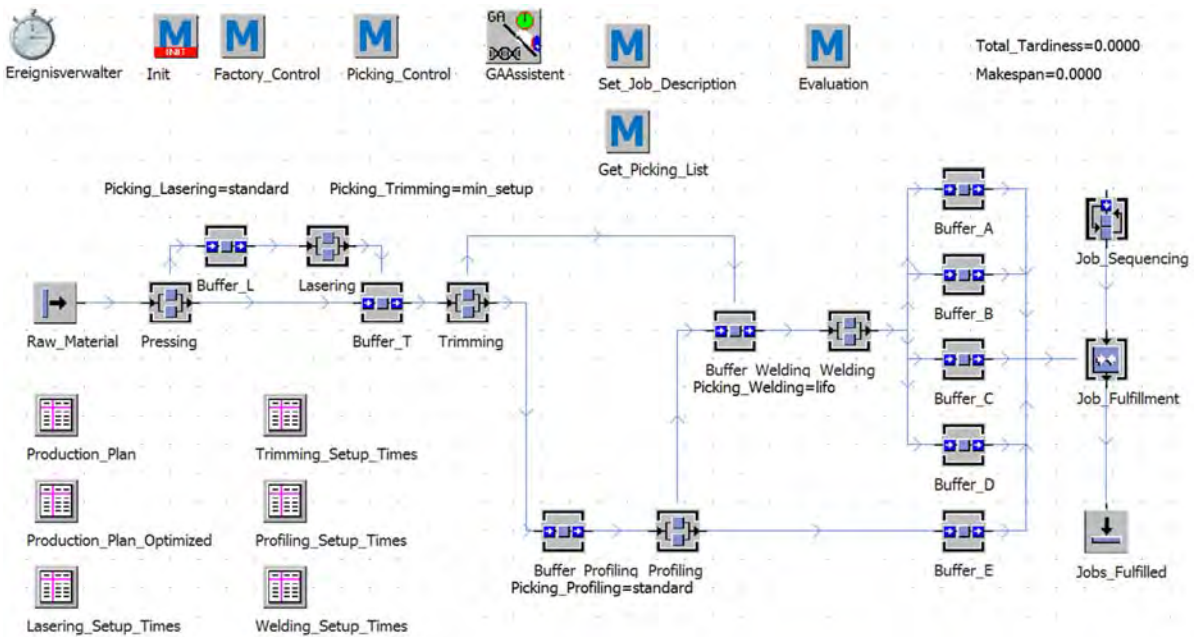 GA
INIT
Ereignisverwalter
Init
Factory_Control
Picking_Control
GAAssistent
Set_Job_Description
Evaluation
Total_Tardiness=0.0000
Makespan=0.0000
Get_Picking_List
Picking_Lasering=standard
Picking_Trimming=min_setup
Buffer_A
Job_Sequencing
Buffer_L
Lasering
Buffer_B
Raw_Material
Pressing
Buffer_T
Trimming
Buffer_Welding
Welding
Picking_Welding=lifo
Buffer_C
Job_Fulfillment
Production_Plan
Trimming_Setup_Times
Buffer_D
Production_Plan_Optimized
Profiling_Setup_Times
Buffer_Profiling
Profiling
Picking_Profiling=standard
Buffer_E
Jobs_Fulfilled
Lasering_Setup_Times
Welding_Setup_Times